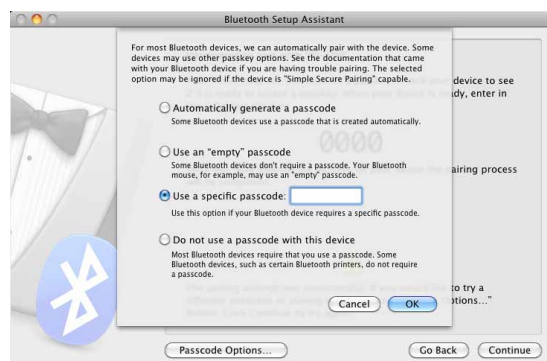 Bluetooth Setup Assistant
For most Bluetooth devices, we can automatically pair with the device. Some
devices may use other passkey options. See the documentation that came
with your Bluetooth device if you are having trouble pairing. The selected
option may be ignored if the device is "Simple Secure Pairing" capable.
device to see
dy, enter in
Automatically generate a passcode
Some Bluetooth devices use a passcode that is created automatically.
0000
Use an "empty" passcode
Some Bluetooth devices don't require a passcode. Your Bluetooth
mouse, for example, may use an "empty" passcode.
airing process
Use a specific passcode:
Use this option if your Bluetooth device requires a specific passcode.
Do not use a passcode with this device
Most Bluetooth devices require that you use a passcode. Some
Bluetooth devices, such as certain Bluetooth printers, do not require
a passcode.
to try a
ptions..."
Cancel OK
Passcode Options... Go Back Continue